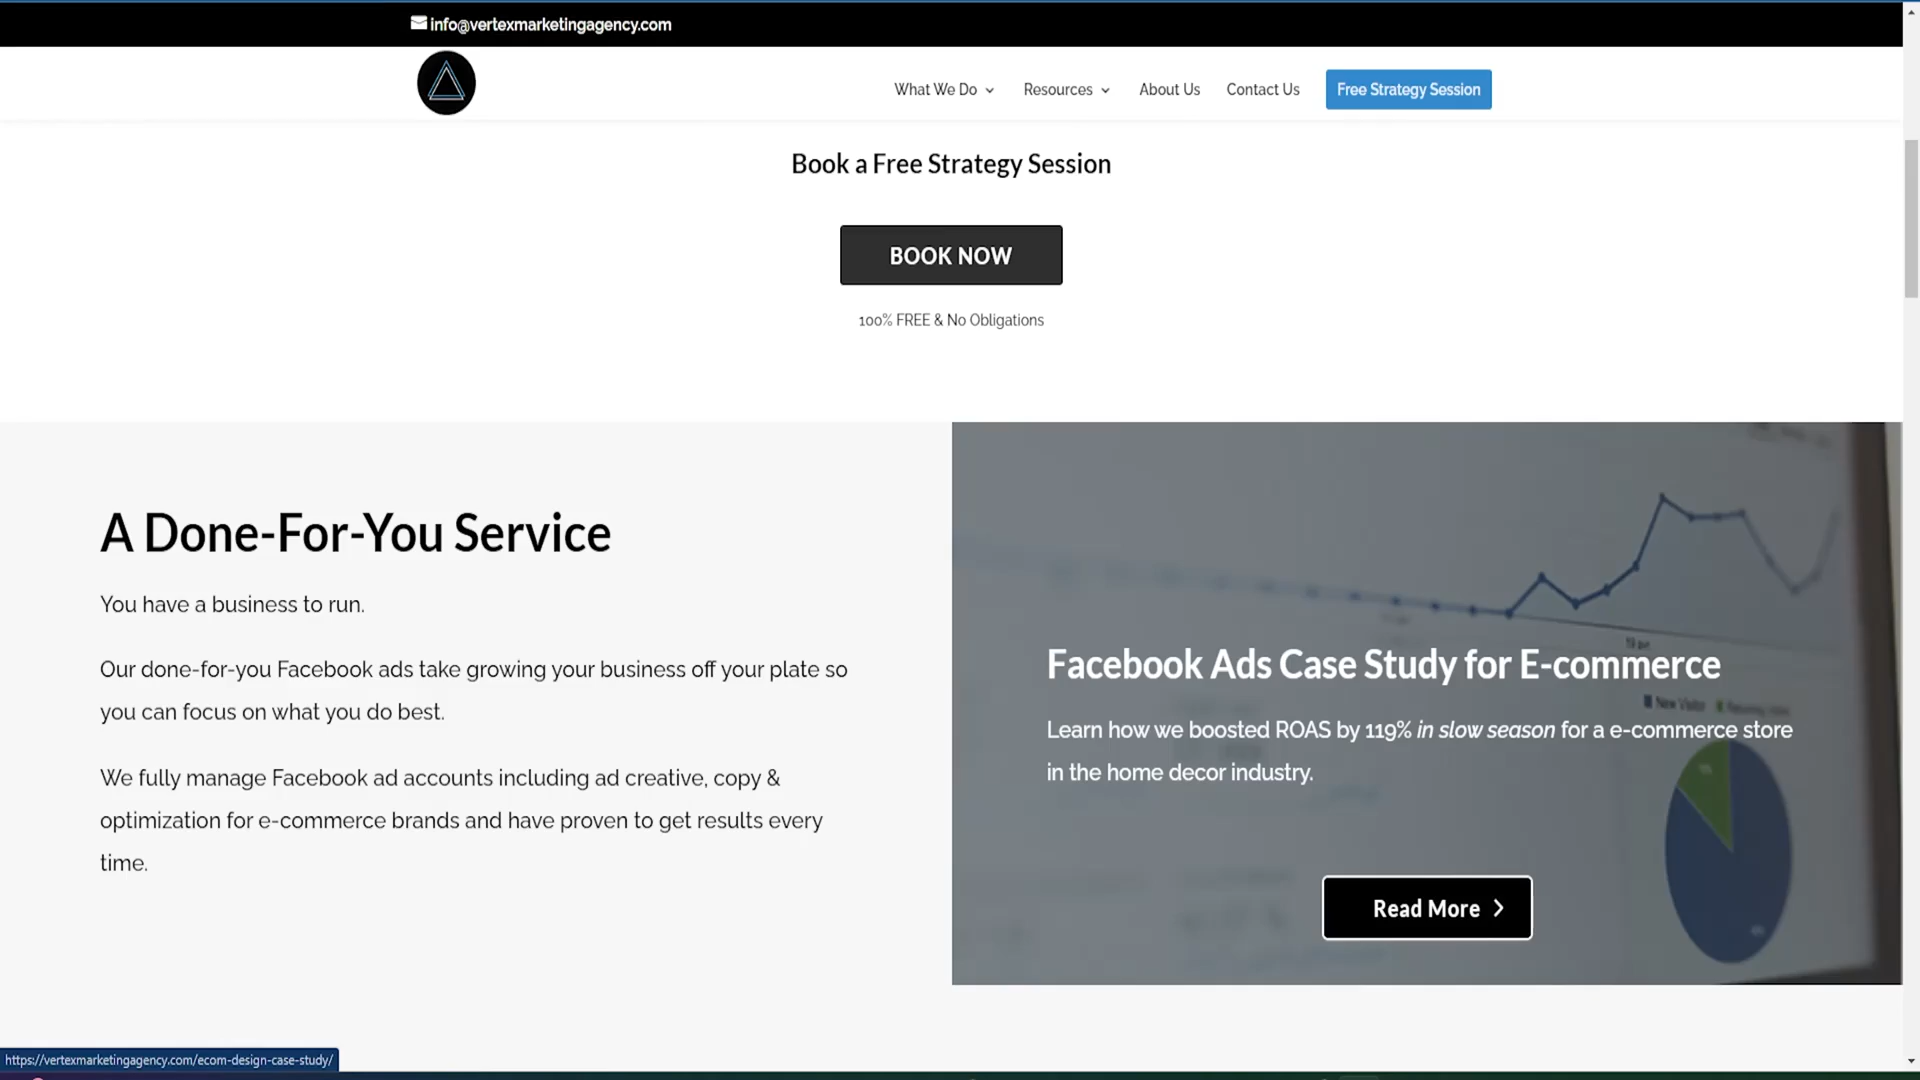 info@vertexmarketingagency.com
What We Do
Resources
About Us
Contact Us
Free Strategy Session
Book a Free Strategy Session
BOOK NOW
100% FREE & No Obligations
A Done-For-You Service
You have a business to run.
Our done-for-you Facebook ads take growing your business off your plate so
you can focus on what you do best.
We fully manage Facebook ad accounts including ad creative, copy &
optimization for e-commerce brands and have proven to get results every
time.
Facebook Ads Case Study for E-commerce
New Visitor
Learn how we boosted ROAS by 119% in slow season for a e-commerce store
in the home decor industry.
Read More
https://vertexmarketingagency.com/ecom-design-case-study/